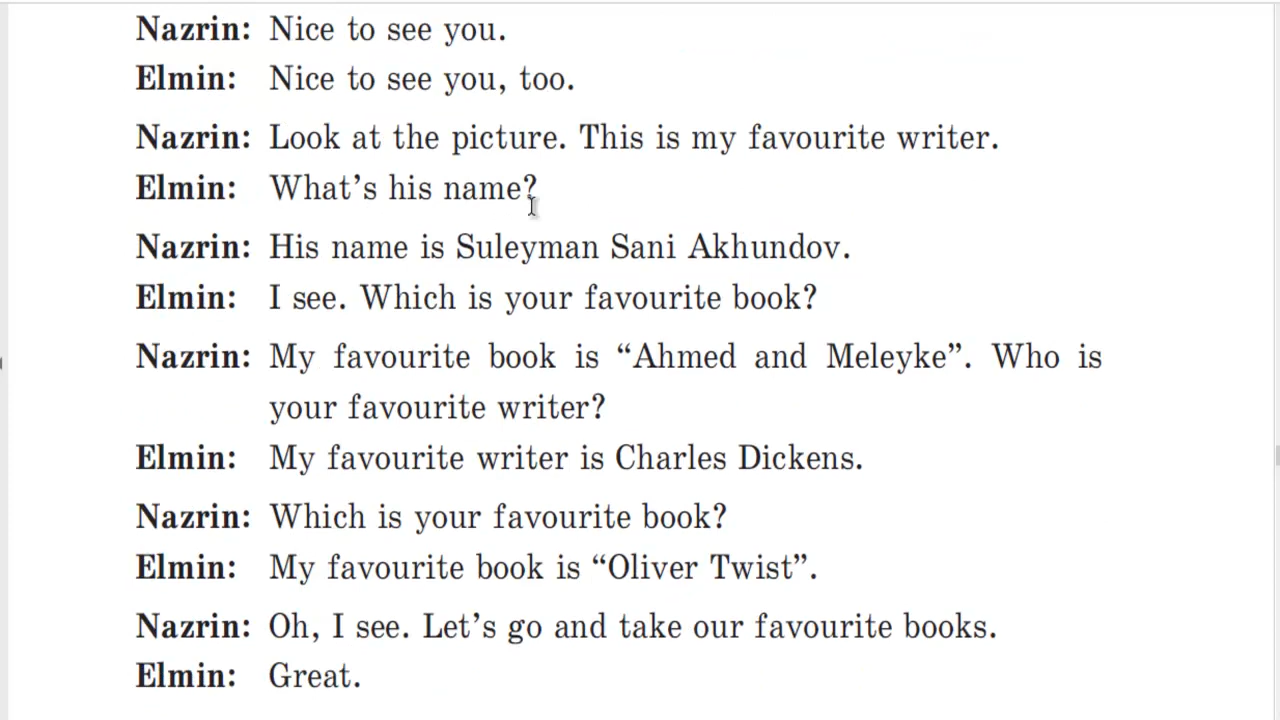 Nazrin: Nice to see you.
Elmin: Nice to see you, too.
Nazrin: Look at the picture. This is my favourite writer.
Elmin: What’s his name?
Nazrin: His name is Suleyman Sani Akhundov.
Elmin: I see. Which is your favourite book?
Nazrin: My favourite book is “Ahmed and Meleyke”. Who is
your favourite writer?
Elmin: My favourite writer is Charles Dickens.
Nazrin: Which is your favourite book?
Elmin: My favourite book is “Oliver Twist”.
Nazrin: Oh, I see. Let’s go and take our favourite books.
Elmin: Great.